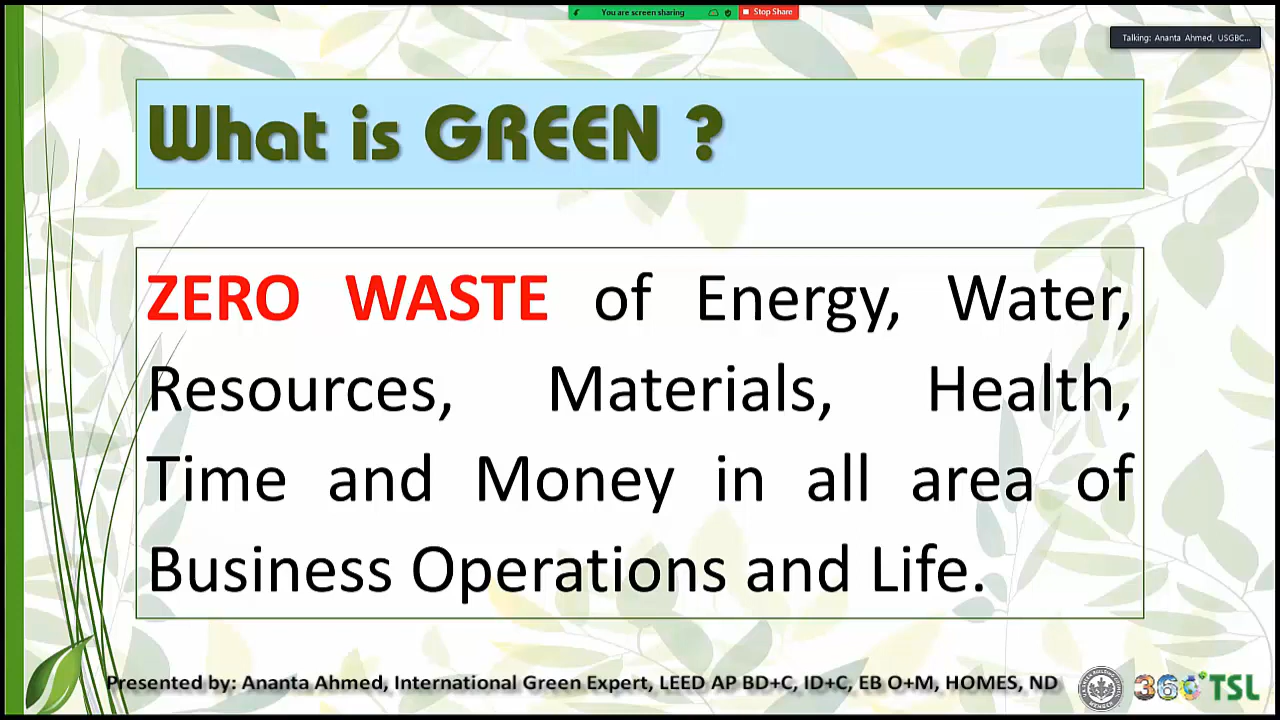 You are screen sharing Stop Share
Talking: Ananta Ahmed, USGBC...
What is GREEN ?
ZERO WASTE of Energy, Water,
Resources, Materials, Health,
Time and Money in all area of
Business Operations and Life.
Presented by: Ananta Ahmed, International Green Expert, LEED AP BD+C, ID+C, EB O+M, HOMES, ND
360 TSL